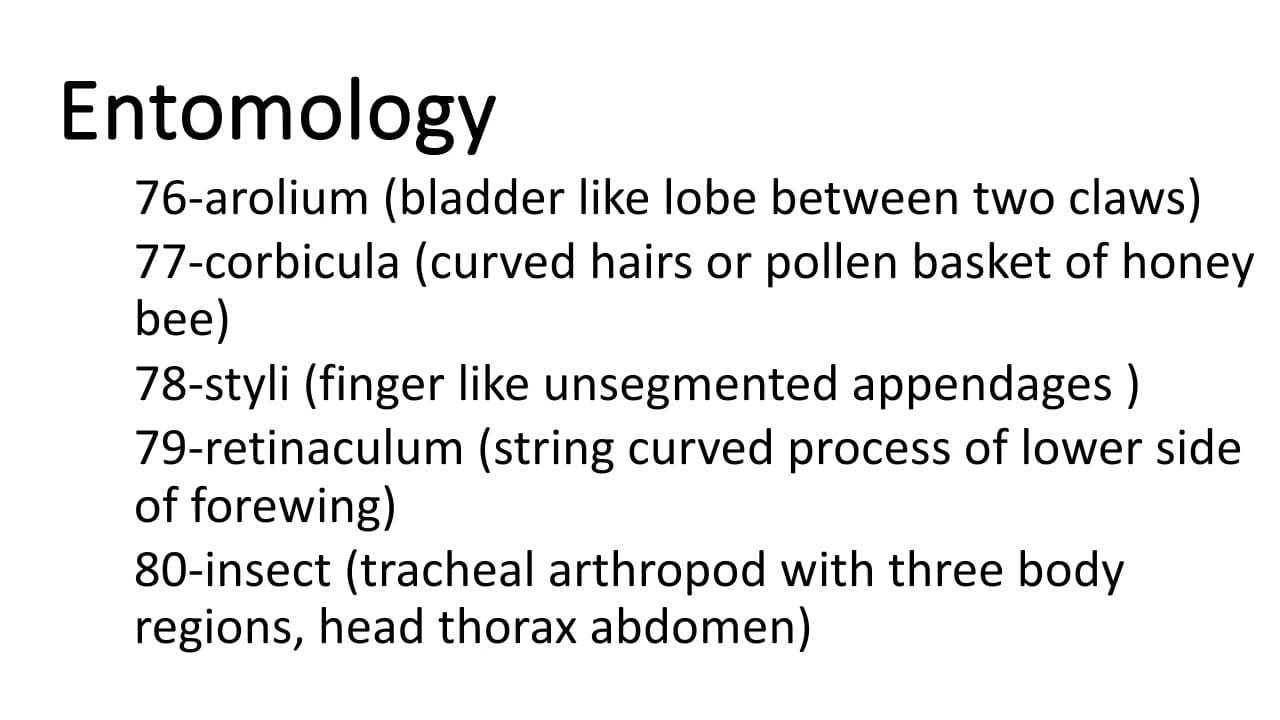 Entomology
76-arolium (bladder like lobe between two claws)
77-corbicula (curved hairs or pollen basket of honey
bee)
78-styli (finger like unsegmented appendages )
79-retinaculum (string curved process of lower side
of forewing)
80-insect (tracheal arthropod with three body
regions, head thorax abdomen)